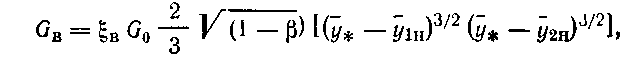 G_в = ξ_в G_0 2/3 √(1 — β) [(ȳ_* — ȳ_1н)^3/2 (ȳ_* — ȳ_2н)^3/2],